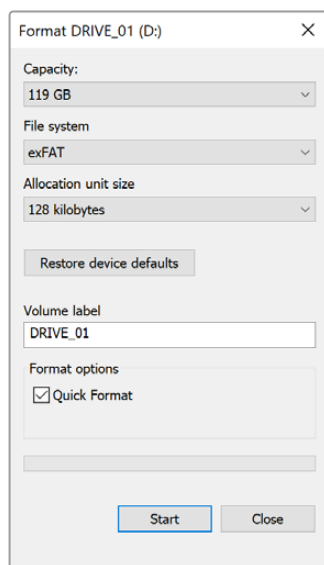 Format DRIVE_01 (D:)
Capacity:
119 GB
File system
exFAT
Allocation unit size
128 kilobytes
Restore device defaults
Volume label
DRIVE_01
Format options
Quick Format
Start Close